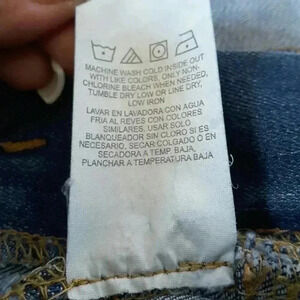 MACHINE WASH COLD INSIDE OUT
WITH LIKE COLORS, ONLY NON-
CHLORINE BLEACH WHEN NEEDED,
TUMBLE DRY LOW OR LINE DRY,
LOW IRON
LAVAR EN LAVADORA CON AGUA
FRIA AL REVES CON COLORES
SIMILARES. USAR SOLO
BLANQUEADOR SIN CLORO SI ES
NECESARIO, SECAR COLGANDO O EN
SECADORA A TEMP. BAJA,
PLANCHAR A TEMPERATURA BAJA